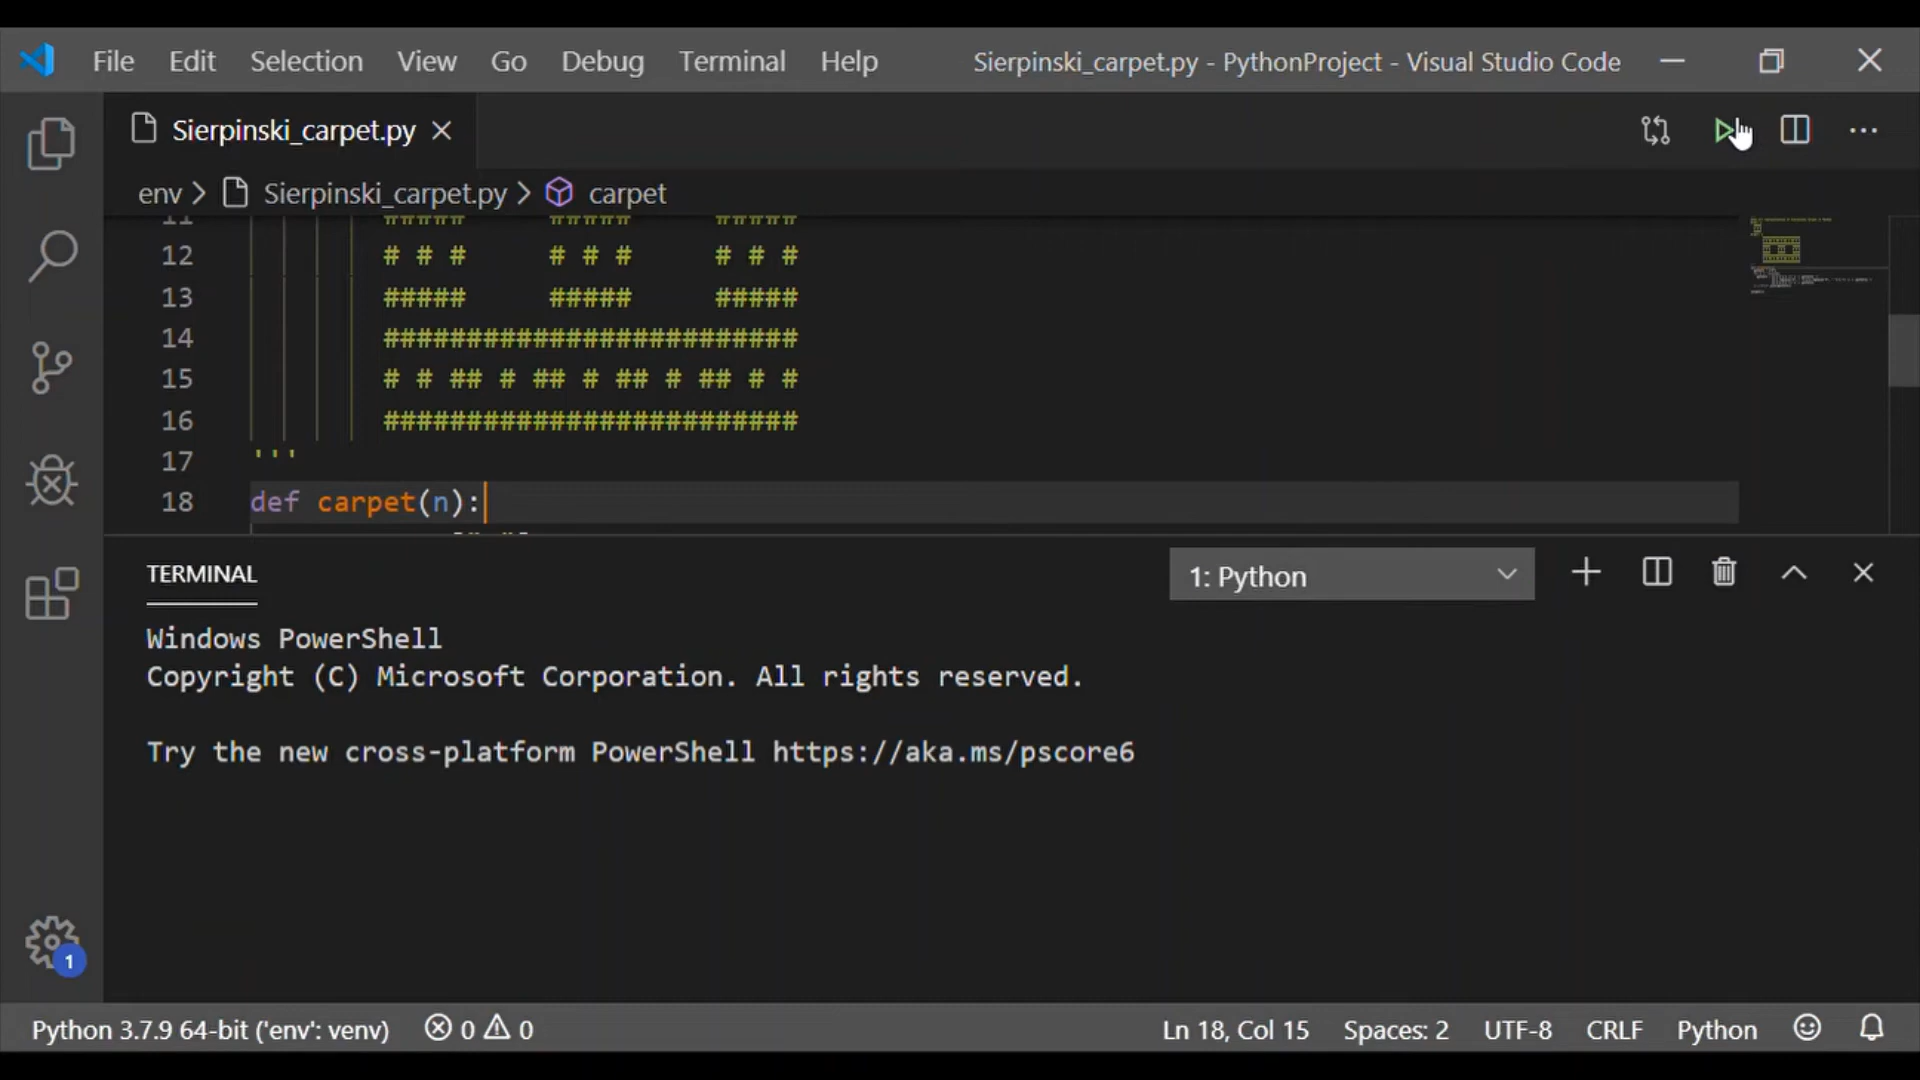 File Edit Selection View Go Debug Terminal Help Sierpinski_carpet.py - PythonProject - Visual Studio Code
Sierpinski_carpet.py
env > Sierpinski_carpet.py > carpet
11 ##### ##### #####
12 # # # # # # # # #
13 ##### ##### #####
14 #########################
15 # # ## # ## # ## # ## # #
16 #########################
17 '''
18 def carpet(n):
TERMINAL 1: Python
Windows PowerShell
Copyright (C) Microsoft Corporation. All rights reserved.
Try the new cross-platform PowerShell https://aka.ms/pscore6
1
Python 3.7.9 64-bit ('env': venv) 0 0 Ln 18, Col 15 Spaces: 2 UTF-8 CRLF Python